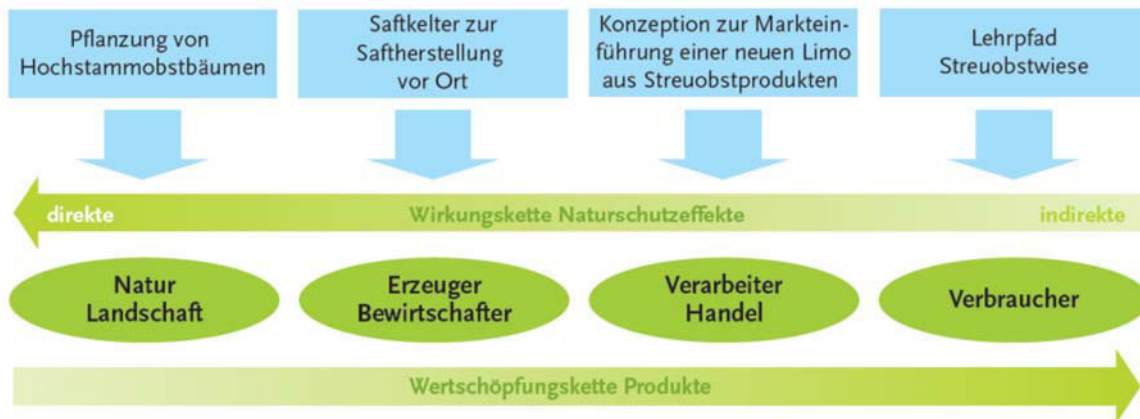 Pflanzung von
Hochstammobstbäumen
Saftkelter zur
Saftherstellung
vor Ort
Konzeption zur Marktein-
führung einer neuen Limo
aus Streuobstprodukten
Lehrpfad
Streuobstwiese
direkte Wirkungskette Naturschutzeffekte indirekte
Natur
Landschaft
Erzeuger
Bewirtschafter
Verarbeiter
Handel
Verbraucher
Wertschöpfungskette Produkte